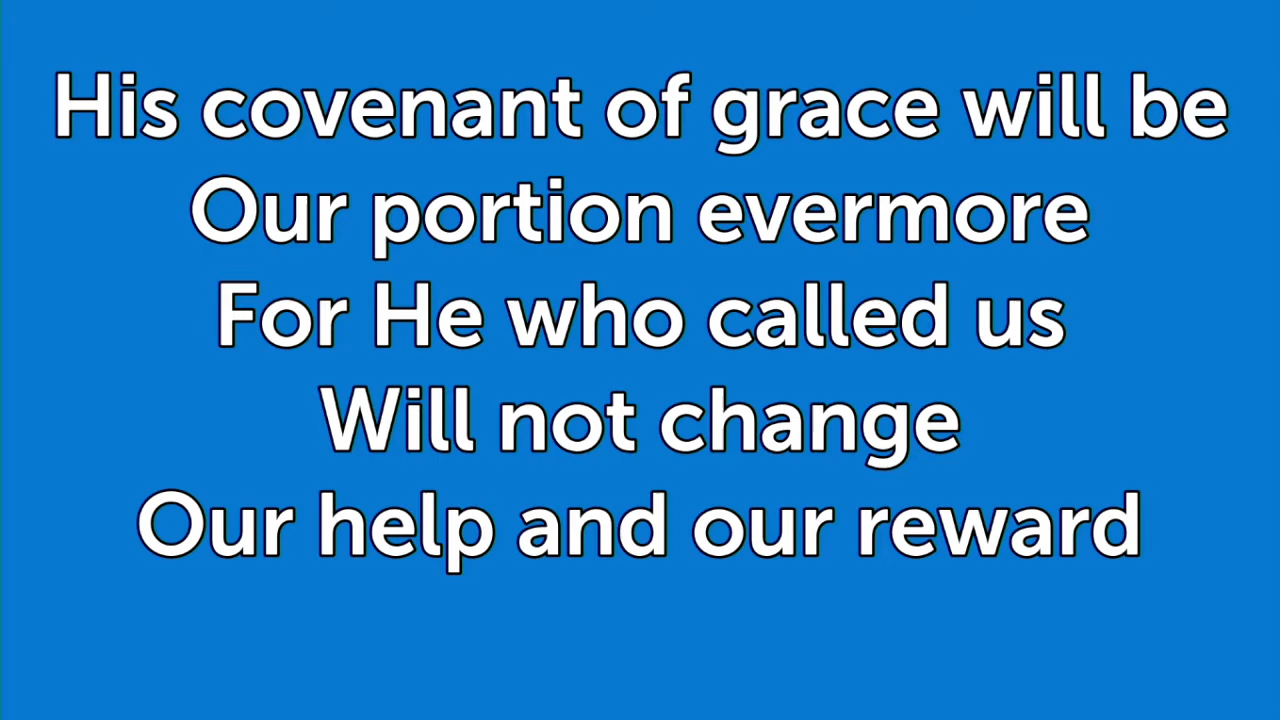 His covenant of grace will be
Our portion evermore
For He who called us
Will not change
Our help and our reward